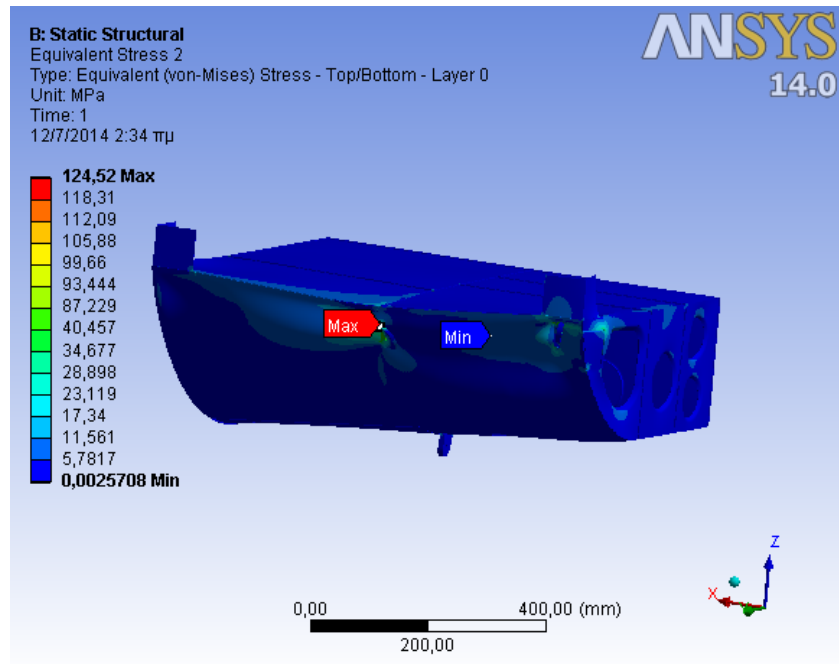 B: Static Structural
Equivalent Stress 2
Type: Equivalent (von-Mises) Stress - Top/Bottom - Layer 0
Unit: MPa
Time: 1
12/7/2014 2:34 πμ
ANSYS
14.0
124,52 Max
118,31
112,09
105,88
99,66
93,444
87,229
40,457
34,677
28,898
23,119
17,34
11,561
5,7817
0,0025708 Min
Max
Min
Z
X
0,00
400,00 (mm)
200,00